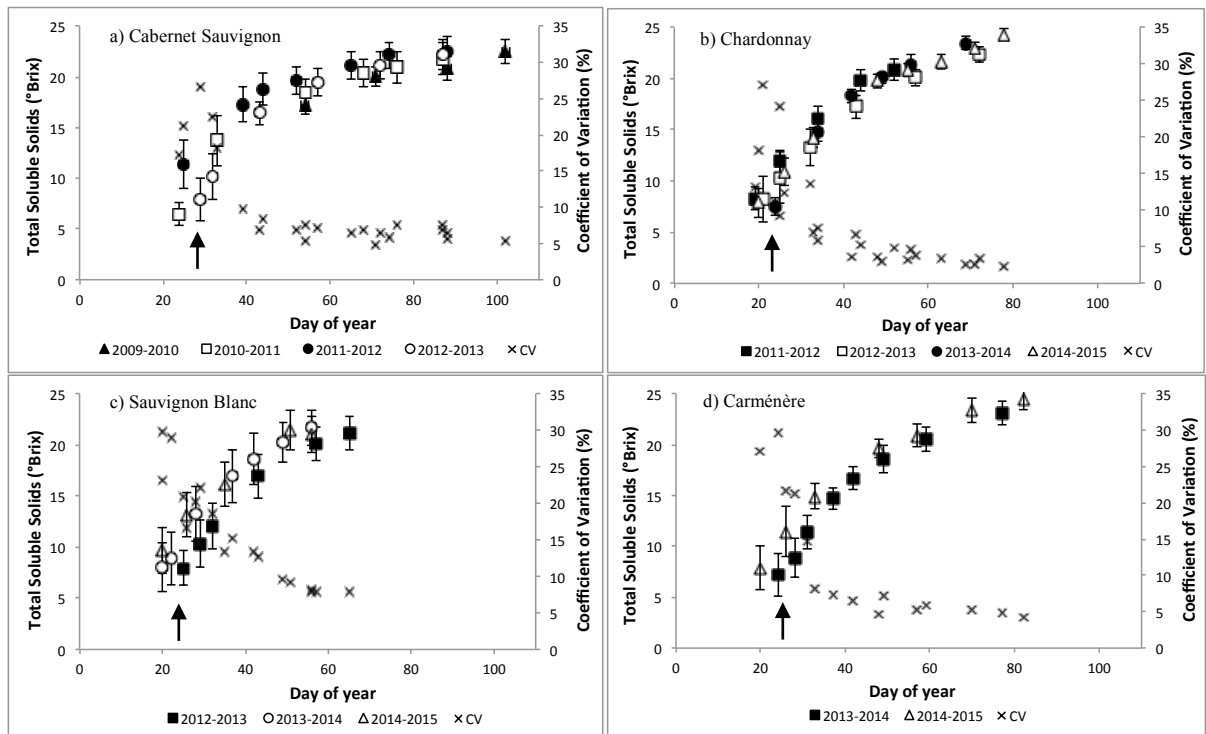 a) Cabernet Sauvignon
Total Soluble Solids (°Brix)
25
20
15
10
5
0
35
30
25
20
15
10
5
0
Coefficient of Variation (%)
0 20 40 60 80 100
Day of year
2009-2010 2010-2011 2011-2012 2012-2013 CV
b) Chardonnay
Total Soluble Solids (°Brix)
25
20
15
10
5
0
35
30
25
20
15
10
5
0
Coefficient of Variation (%)
0 20 40 60 80 100
Day of year
2011-2012 2012-2013 2013-2014 2014-2015 CV
c) Sauvignon Blanc
Total Soluble Solids (°Brix)
25
20
15
10
5
0
35
30
25
20
15
10
5
0
Coefficient of Variation (%)
0 20 40 60 80 100
Day of year
2012-2013 2013-2014 2014-2015 CV
d) Carménère
Total Soluble Solids (°Brix)
25
20
15
10
5
0
35
30
25
20
15
10
5
0
Coefficient of Variation (%)
0 20 40 60 80 100
Day of year
2013-2014 2014-2015 CV